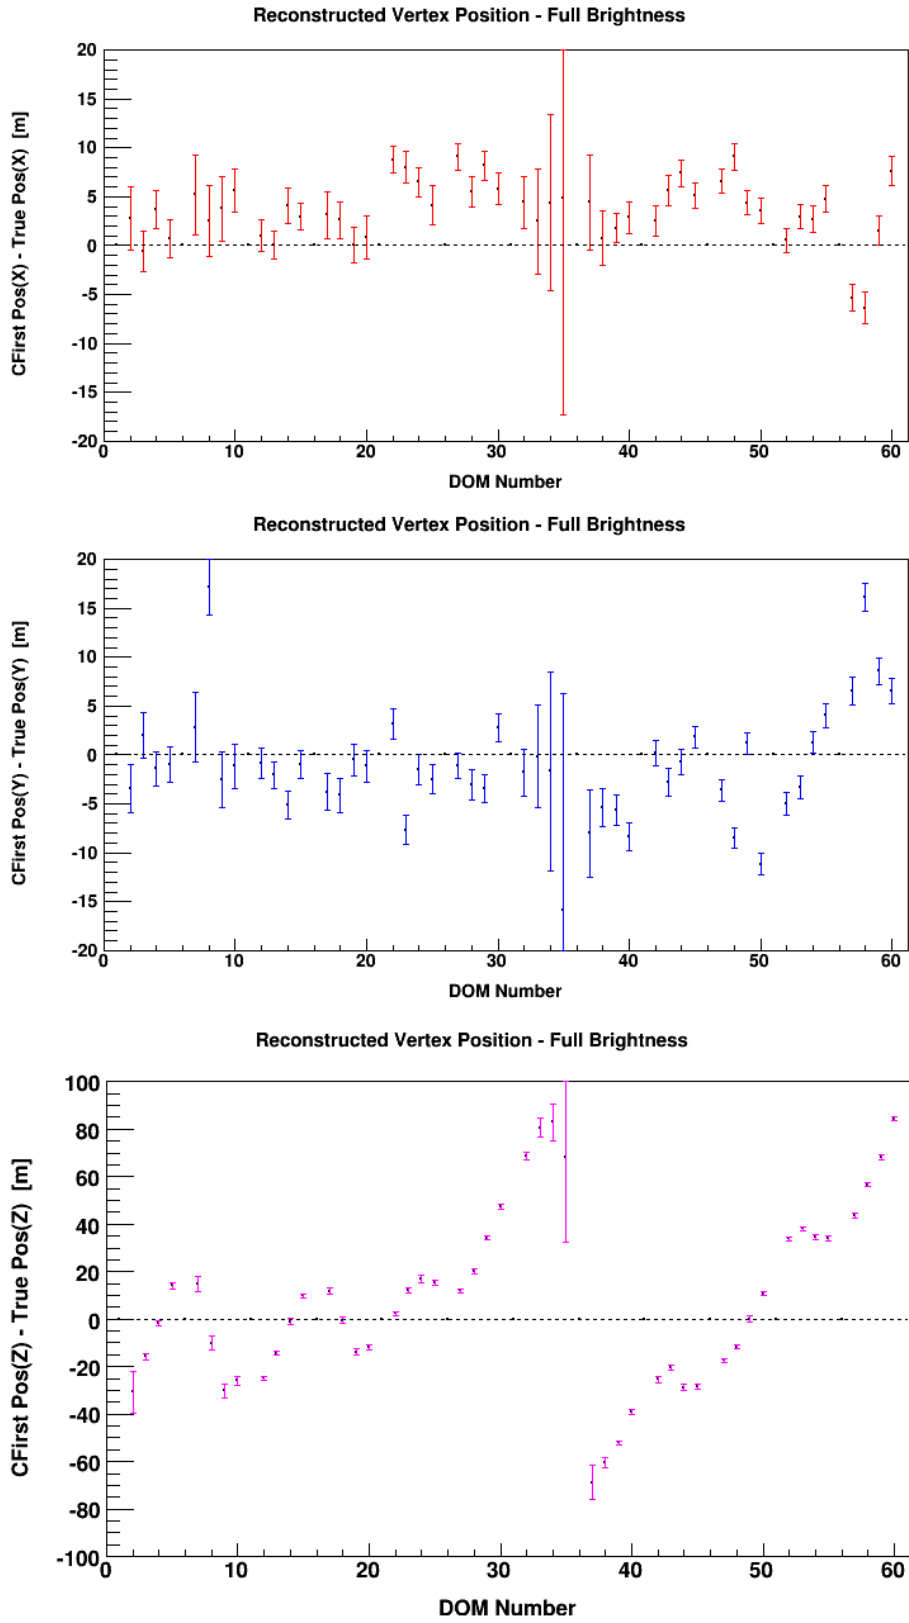 Reconstructed Vertex Position - Full Brightness
CFirst Pos(X) - True Pos(X) [m]
20
15
10
5
0
-5
-10
-15
-20
0 10 20 30 40 50 60
DOM Number
Reconstructed Vertex Position - Full Brightness
CFirst Pos(Y) - True Pos(Y) [m]
20
15
10
5
0
-5
-10
-15
-20
0 10 20 30 40 50 60
DOM Number
Reconstructed Vertex Position - Full Brightness
CFirst Pos(Z) - True Pos(Z) [m]
100
80
60
40
20
0
-20
-40
-60
-80
-100
0 10 20 30 40 50 60
DOM Number